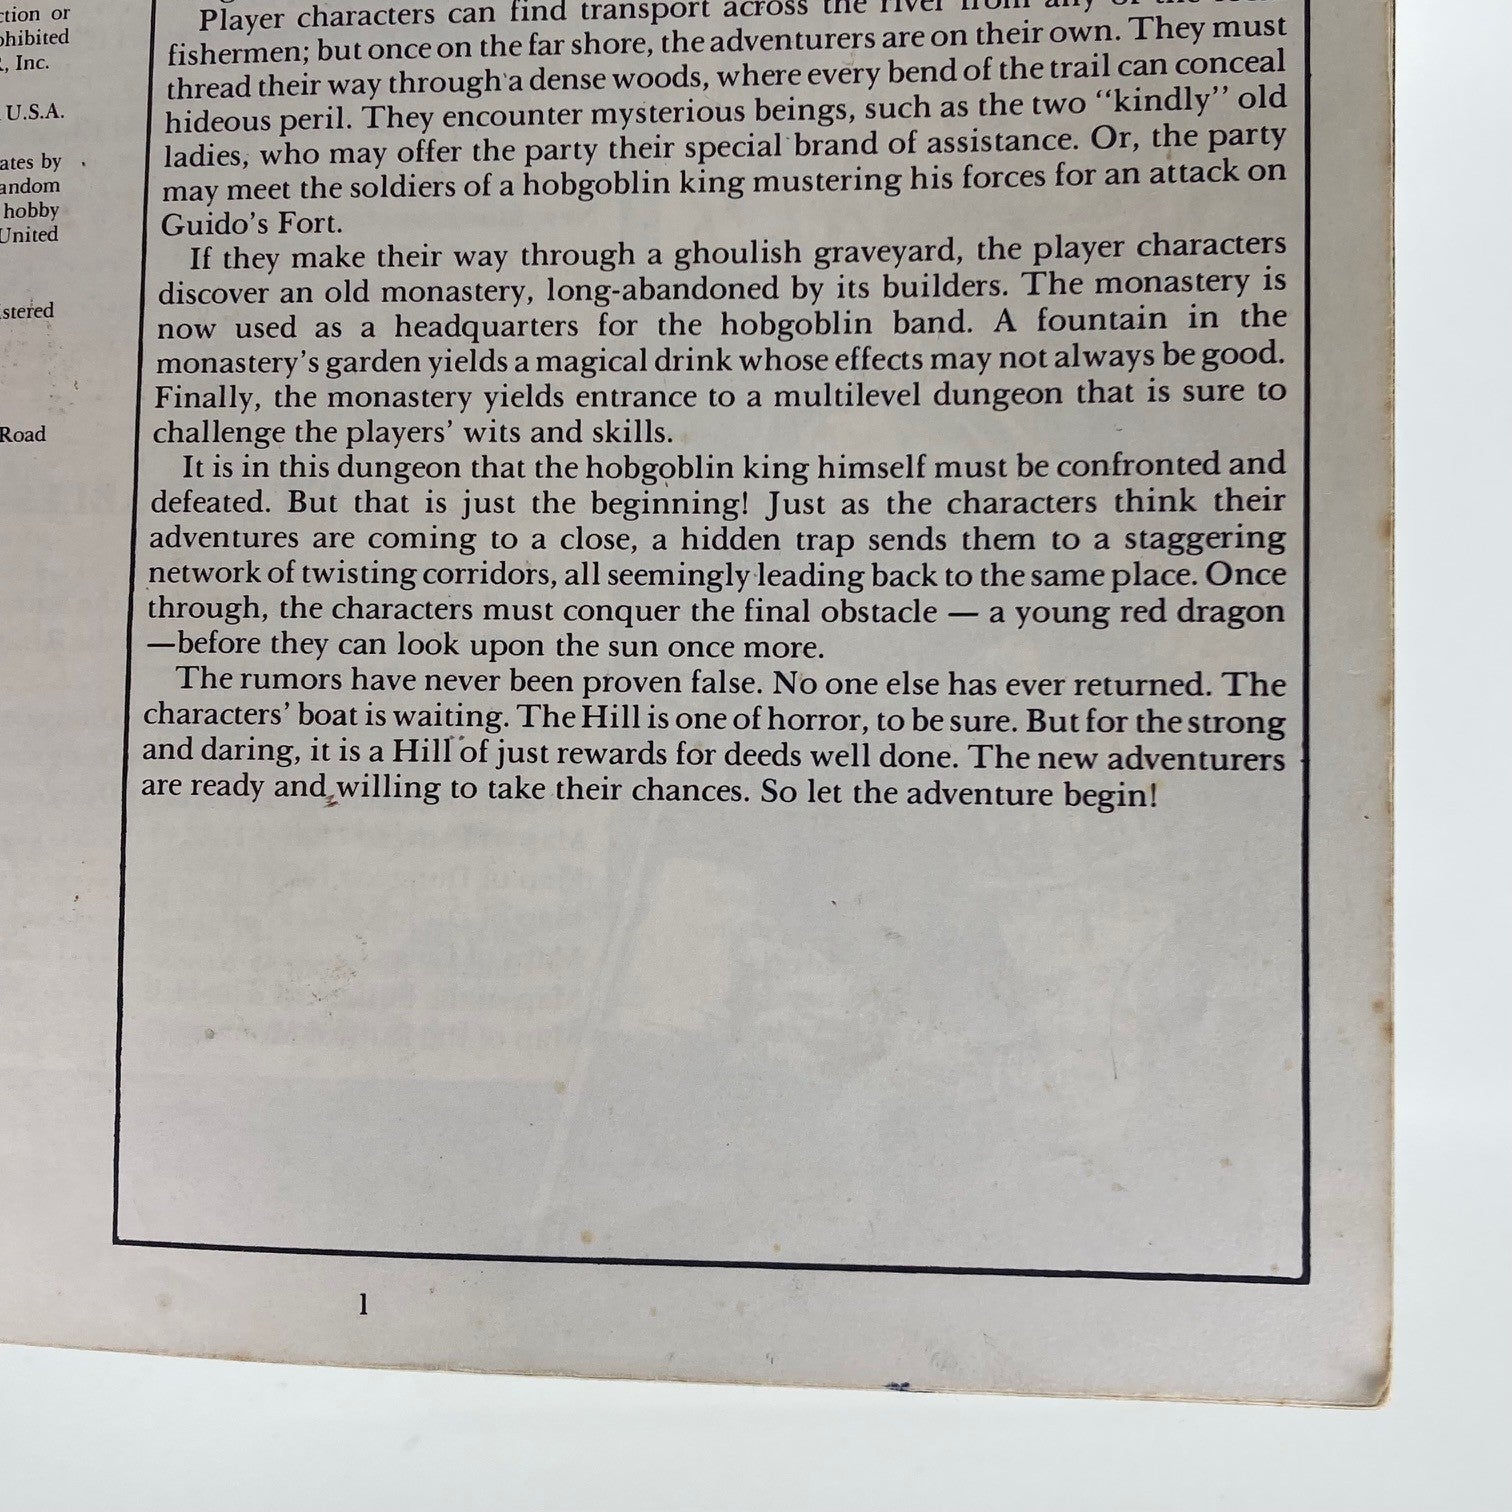 ction or
ohibited
, Inc.
U.S.A.
ates by
andom
hobby
United
stered
Road
Player characters can find transport across the river from any of the
fishermen; but once on the far shore, the adventurers are on their own. They must
thread their way through a dense woods, where every bend of the trail can conceal
hideous peril. They encounter mysterious beings, such as the two “kindly” old
ladies, who may offer the party their special brand of assistance. Or, the party
may meet the soldiers of a hobgoblin king mustering his forces for an attack on
Guido’s Fort.
If they make their way through a ghoulish graveyard, the player characters
discover an old monastery, long-abandoned by its builders. The monastery is
now used as a headquarters for the hobgoblin band. A fountain in the
monastery’s garden yields a magical drink whose effects may not always be good.
Finally, the monastery yields entrance to a multilevel dungeon that is sure to
challenge the players’ wits and skills.
It is in this dungeon that the hobgoblin king himself must be confronted and
defeated. But that is just the beginning! Just as the characters think their
adventures are coming to a close, a hidden trap sends them to a staggering
network of twisting corridors, all seemingly leading back to the same place. Once
through, the characters must conquer the final obstacle — a young red dragon
—before they can look upon the sun once more.
The rumors have never been proven false. No one else has ever returned. The
characters’ boat is waiting. The Hill is one of horror, to be sure. But for the strong
and daring, it is a Hill of just rewards for deeds well done. The new adventurers
are ready and willing to take their chances. So let the adventure begin!
1